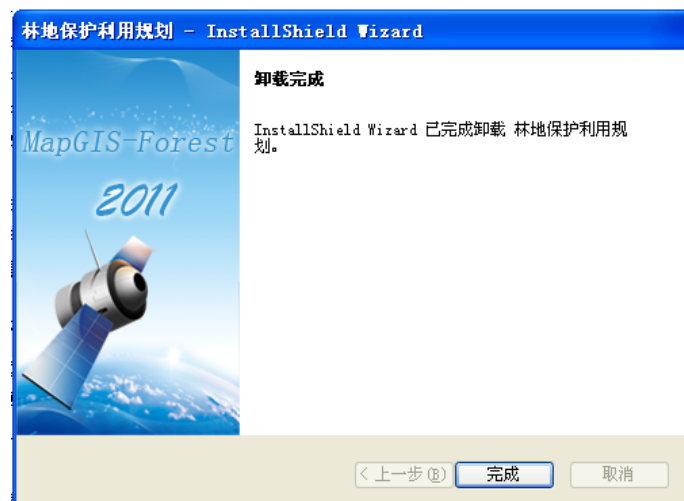 林地保护利用规划 - InstallShield Wizard
MapGIS-Forest
2011
卸载完成
InstallShield Wizard 已完成卸载 林地保护利用规
划。
< 上一步(B)
完成
取消